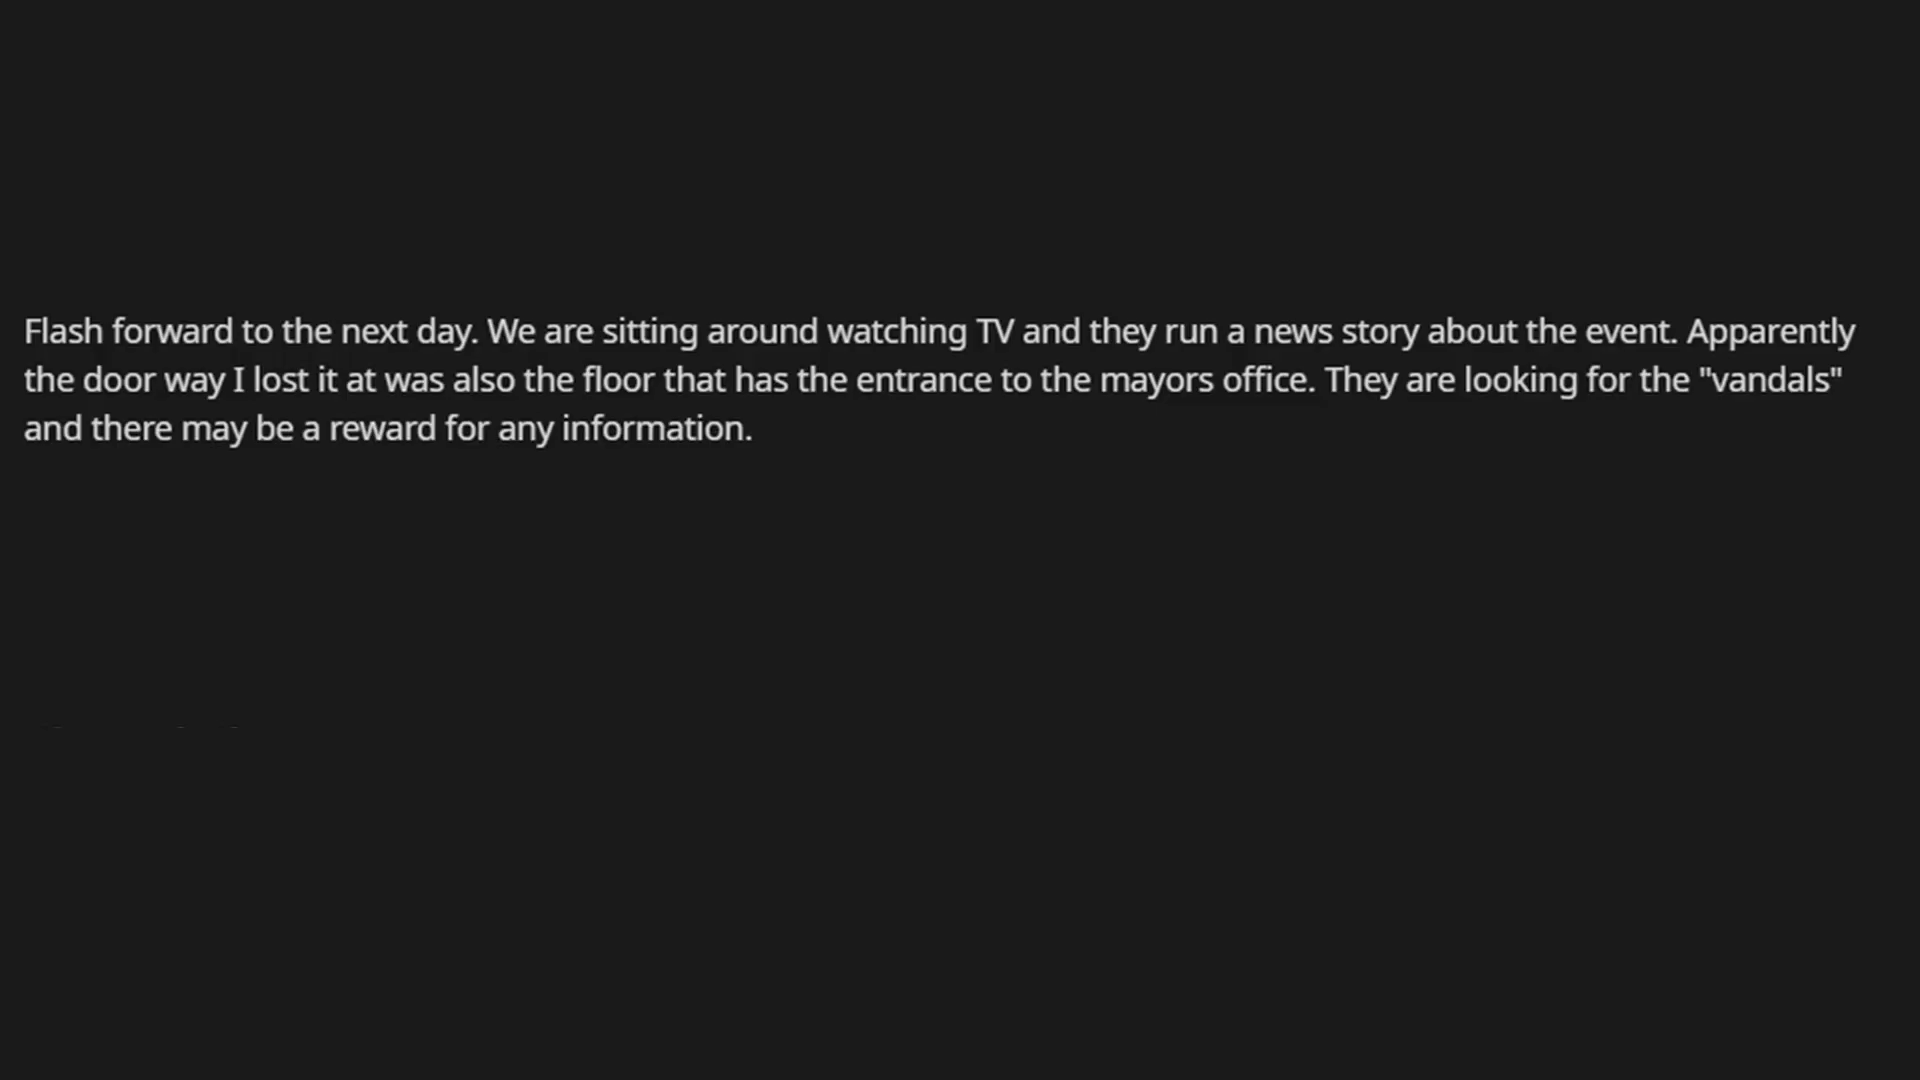 Flash forward to the next day. We are sitting around watching TV and they run a news story about the event. Apparently
the door way I lost it at was also the floor that has the entrance to the mayors office. They are looking for the "vandals"
and there may be a reward for any information.